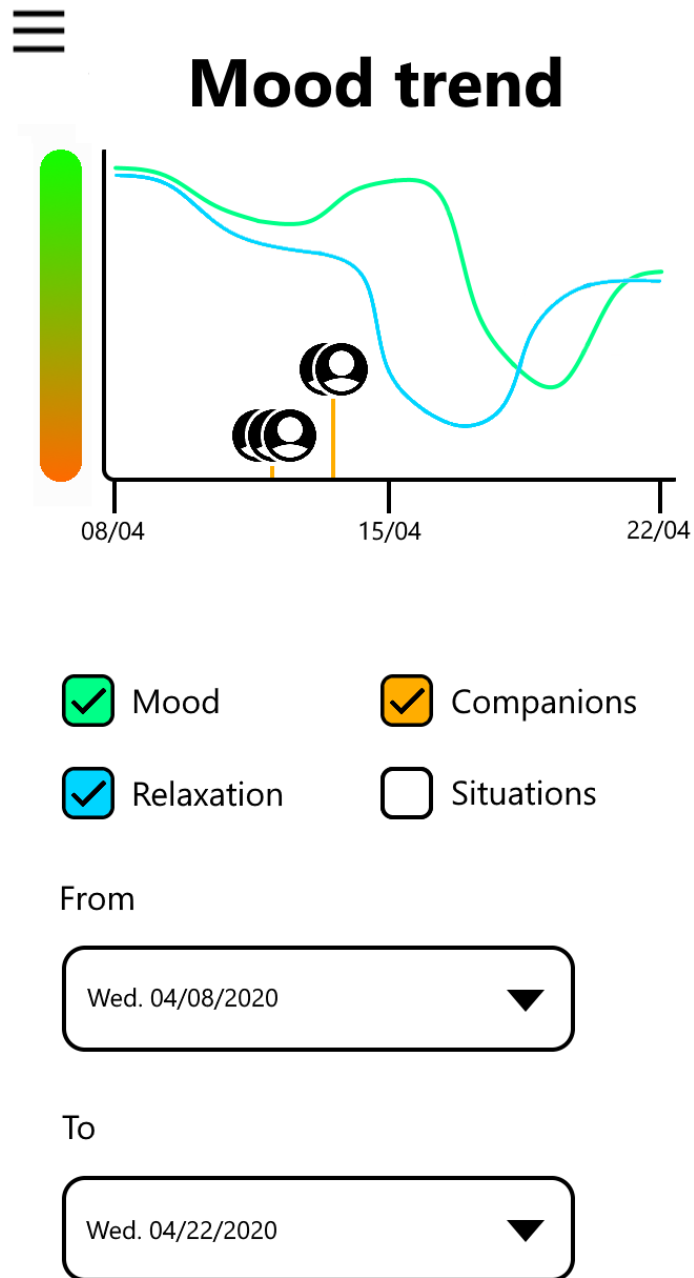 Mood trend
08/04 15/04 22/04
Mood Companions
Relaxation Situations
From
Wed. 04/08/2020
To
Wed. 04/22/2020